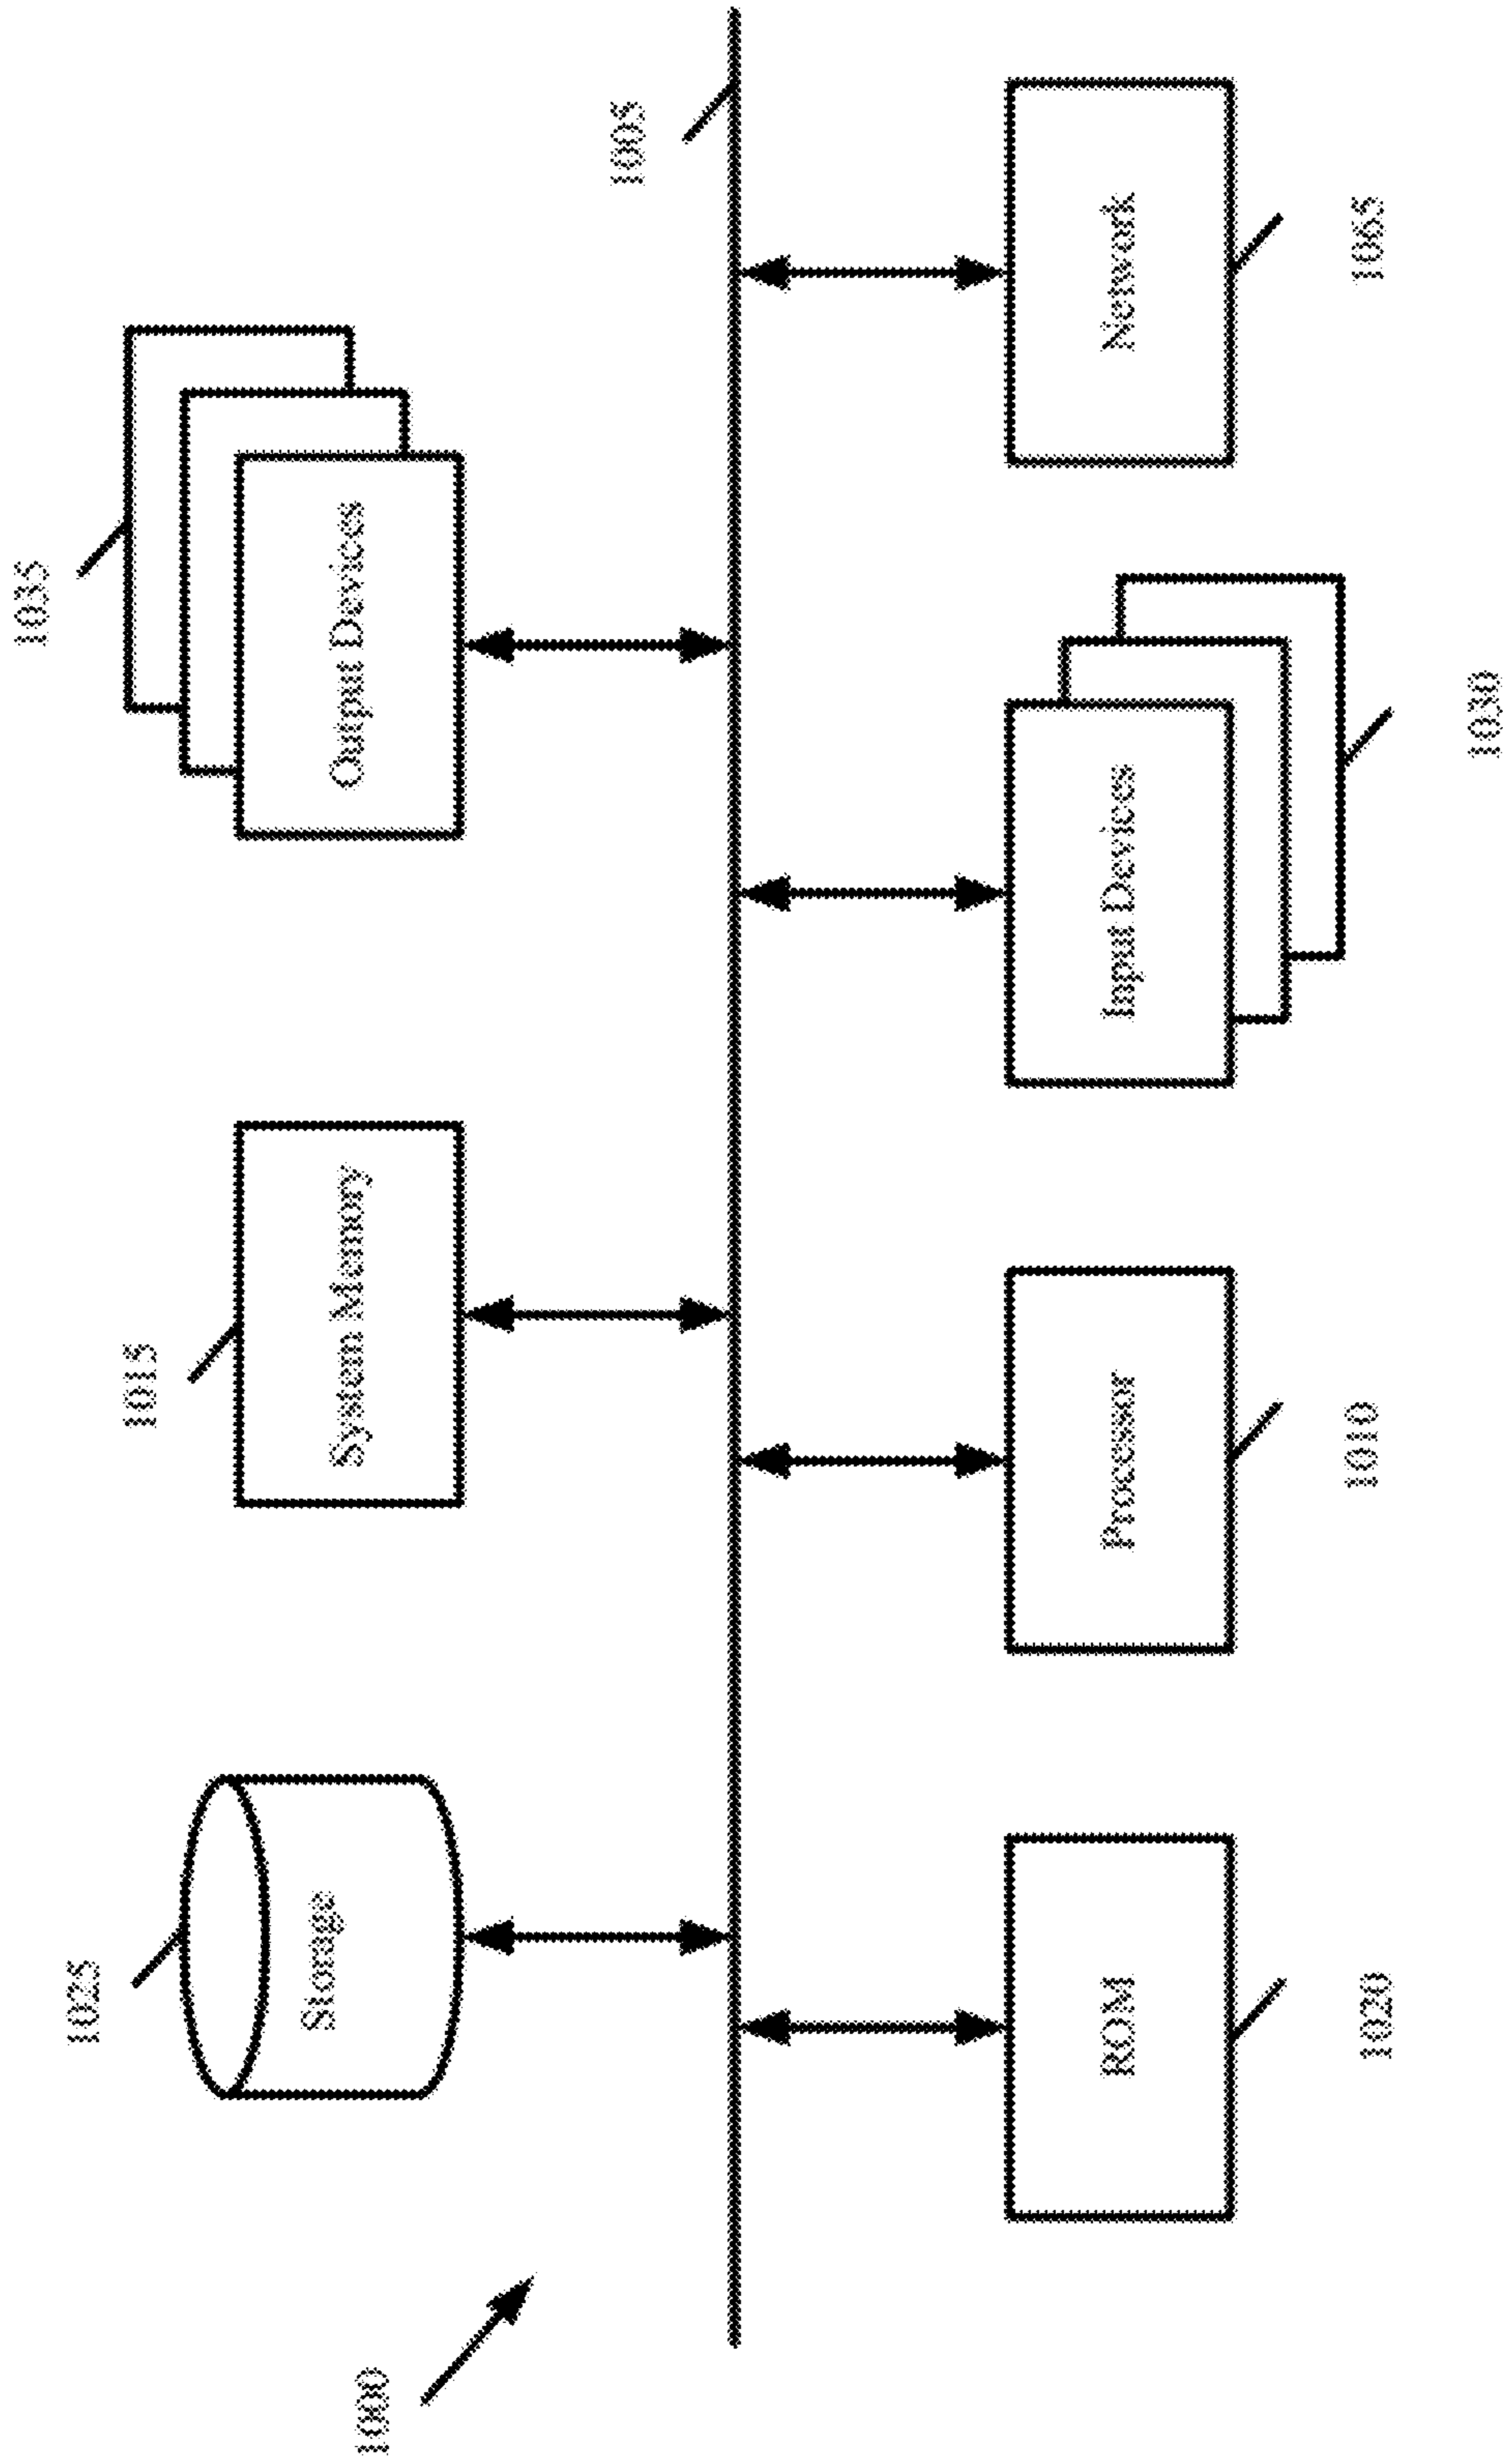 1025
Storage
1015
System Memory
1035
Output Devices
1000
1005
ROM
1020
Processor
1010
Input Devices
1030
Network
1065